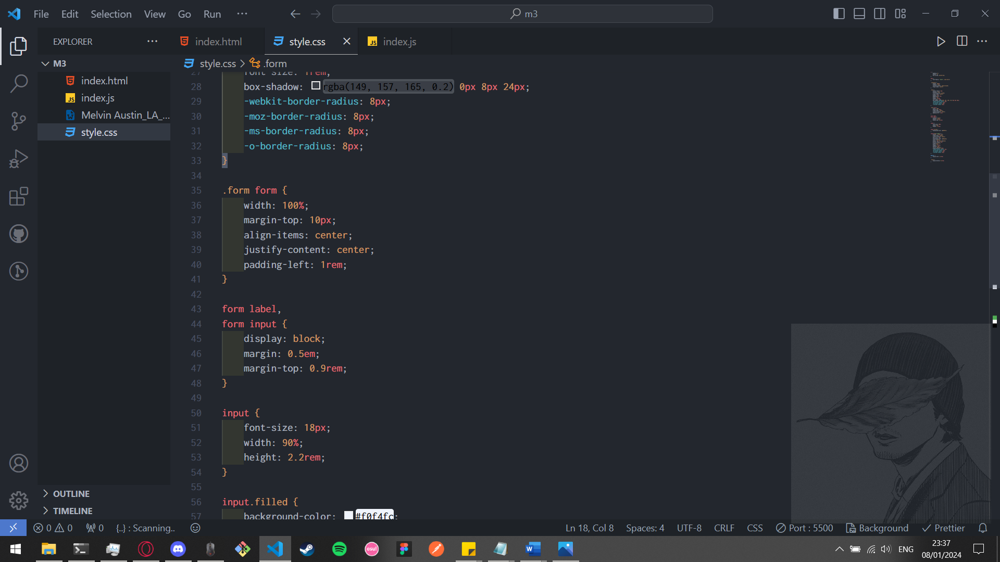 File Edit Selection View Go Run ···
m3
EXPLORER ···
index.html
style.css
index.js
M3
index.html
index.js
Melvin Austin_LA_...
style.css
style.css > .form
27 font-size: 1rem;
28 box-shadow: rgba(149, 157, 165, 0.2) 0px 8px 24px;
29 -webkit-border-radius: 8px;
30 -moz-border-radius: 8px;
31 -ms-border-radius: 8px;
32 -o-border-radius: 8px;
33 }
34
35 .form form {
36 width: 100%;
37 margin-top: 10px;
38 align-items: center;
39 justify-content: center;
40 padding-left: 1rem;
41 }
42
43 form label,
44 form input {
45 display: block;
46 margin: 0.5em;
47 margin-top: 0.9rem;
48 }
49
50 input {
51 font-size: 18px;
52 width: 90%;
53 height: 2.2rem;
54 }
55
56 input.filled {
57 background-color: #f0f4fc;
OUTLINE
TIMELINE
0 0 0 {..} : Scanning.. Ln 18, Col 8 Spaces: 4 UTF-8 CRLF CSS Port : 5500 Background Prettier
osu!
ENG
23:37
08/01/2024